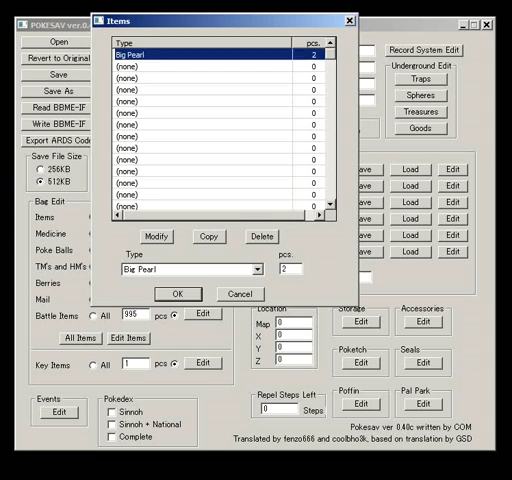 POKESAV ver.0.
Items
Open
Revert to Original
Save
Save As
Read BBME-IF
Write BBME-IF
Export ARDS Code
Save File Size
256KB
512KB
Bag Edit
Items
Medicine
Poke Balls
TM's and HM's
Berries
Mail
Battle Items All 995 pcs Edit
All Items Edit Items
Key Items All 1 pcs Edit
Events
Edit
Pokedex
Sinnoh
Sinnoh + National
Complete
Type pcs.
Big Pearl 2
(none) 0
(none) 0
(none) 0
(none) 0
(none) 0
(none) 0
(none) 0
(none) 0
(none) 0
(none) 0
(none) 0
(none) 0
(none) 0
Modify Copy Delete
Type pcs.
Big Pearl 2
OK Cancel
Record System Edit
Underground Edit
Traps
Spheres
Treasures
Goods
ave Load Edit
ave Load Edit
ave Load Edit
ave Load Edit
ave Load Edit
ave Load Edit
Location
Map 0
X 0
Y 0
Z 0
Storage
Edit
Accessories
Edit
Poketch
Edit
Seals
Edit
Repel Steps Left
0 Steps
Poffin
Edit
Pal Park
Edit
Pokesav ver 0.40c written by COM
Translated by fenzo666 and coolbho3k, based on translation by GSD